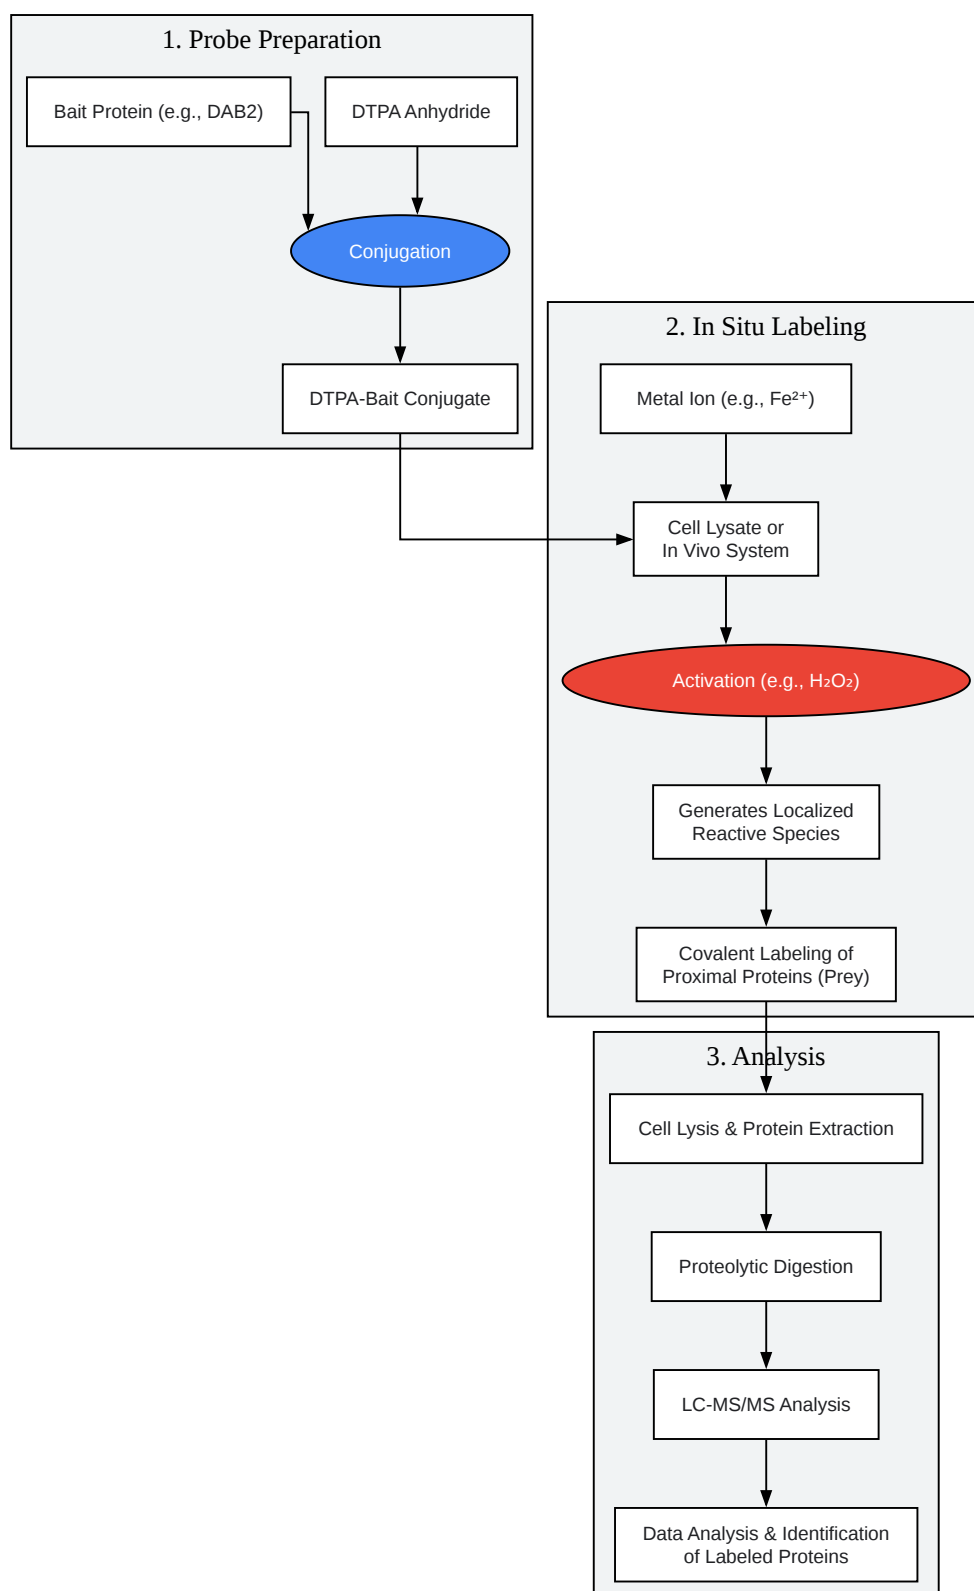 1. Probe Preparation
Bait Protein (e.g., DAB2)
DTPA Anhydride
Conjugation
DTPA-Bait Conjugate
2. In Situ Labeling
Metal Ion (e.g., Fe²⁺)
Cell Lysate or
In Vivo System
Activation (e.g., H₂O₂)
Generates Localized
Reactive Species
Covalent Labeling of
Proximal Proteins (Prey)
3. Analysis
Cell Lysis & Protein Extraction
Proteolytic Digestion
LC-MS/MS Analysis
Data Analysis & Identification
of Labeled Proteins